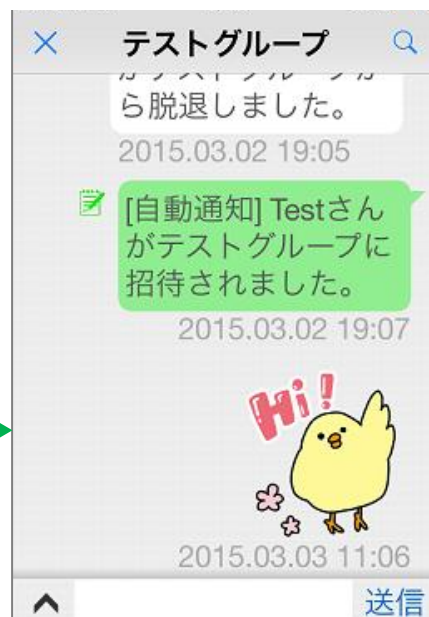 テストグループ
ら脱退しました。
2015.03.02 19:05
[自動通知] Testさん
がテストグループに
招待されました。
2015.03.02 19:07
Hi!
2015.03.03 11:06
送信